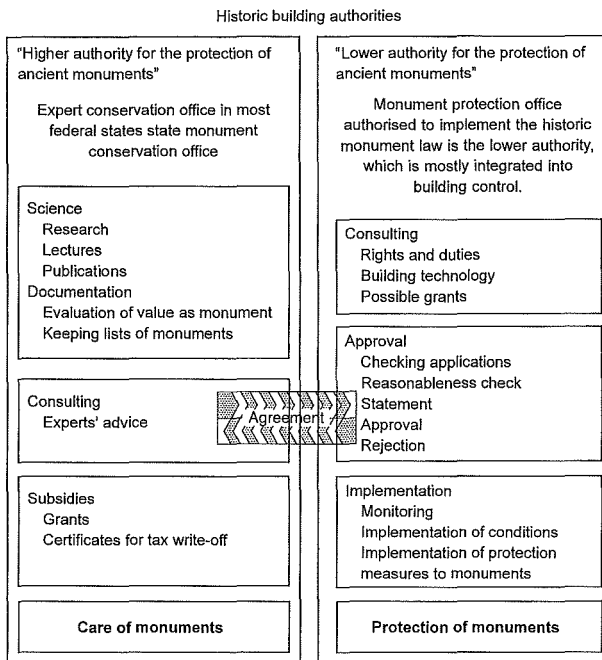 Historic building authorities
"Higher authority for the protection of
ancient monuments"
Expert conservation office in most
federal states state monument
conservation office
Science
Research
Lectures
Publications
Documentation
Evaluation of value as monument
Keeping lists of monuments
Consulting
Experts' advice
Subsidies
Grants
Certificates for tax write-off
Care of monuments
Agreement
"Lower authority for the protection of
ancient monuments"
Monument protection office
authorised to implement the historic
monument law is the lower authority,
which is mostly integrated into
building control.
Consulting
Rights and duties
Building technology
Possible grants
Approval
Checking applications
Reasonableness check
Statement
Approval
Rejection
Implementation
Monitoring
Implementation of conditions
Implementation of protection
measures to monuments
Protection of monuments